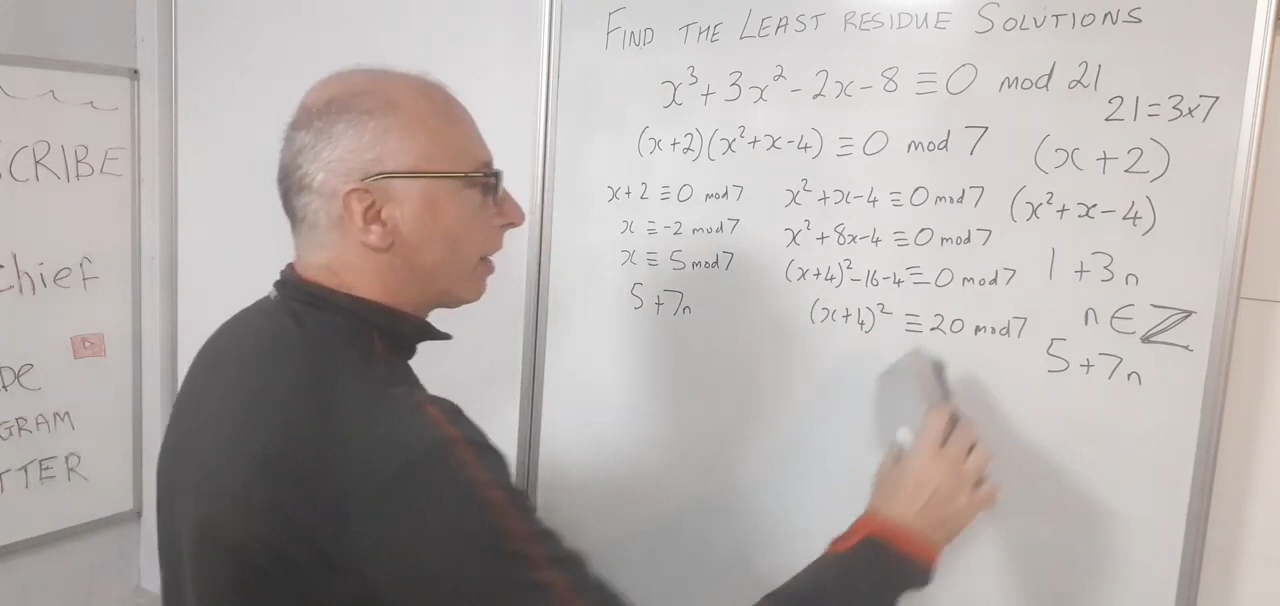 CRIBE
chief
GRAM
TTER
FIND THE LEAST RESIDUE SOLUTIONS
x³ + 3x² - 2x - 8 ≡ 0 mod 21
21 = 3×7
(x+2)(x²+x-4) ≡ 0 mod 7
(x+2)
x+2 ≡ 0 mod 7
x ≡ -2 mod 7
x ≡ 5 mod 7
5+7n
x²+x-4 ≡ 0 mod 7
x²+8x-4 ≡ 0 mod 7
(x+4)²-16-4 ≡ 0 mod 7
(x+4)² ≡ 20 mod 7
(x²+x-4)
1+3n
n∈ℤ
5+7n